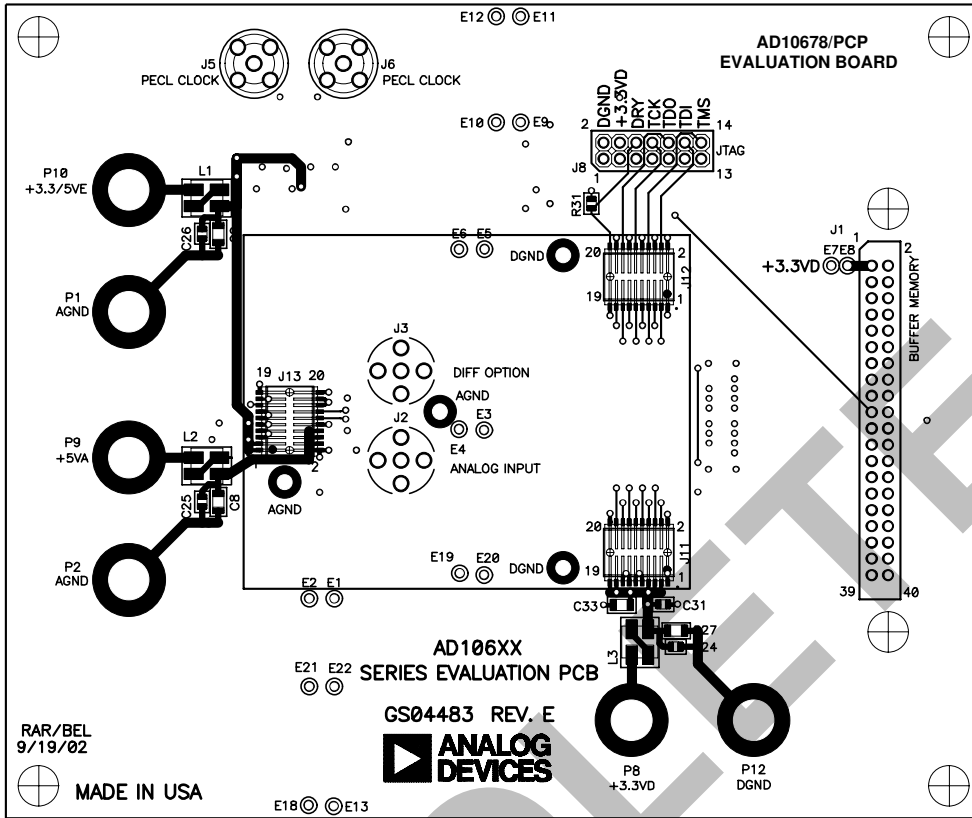 E12 E11
AD10678/PCP
EVALUATION BOARD
J5
PECL CLOCK
J6
PECL CLOCK
E10 E9
DGND
+3.3VD
DRY
TCK
TDO
TDI
TMS
2 14
JTAG
J8
1 13
P10
+3.3/5VE
L1
R31
C26
E6 E5
DGND
20 2
J12
19 1
J1
1 2
E7E8
+3.3VD
BUFFER MEMORY
P1
AGND
J3
DIFF OPTION
19 J13 20
AGND
J2
E3
E4
ANALOG INPUT
P9
+5VA
L2
2
AGND
C25
C8
20 2
J11
19 1
P2
AGND
E19 E20
DGND
E2 E1
C33 C31
39 40
27
24
L3
AD106XX
SERIES EVALUATION PCB
E21 E22
GS04483 REV. E
RAR/BEL
9/19/02
ANALOG
DEVICES
P8
+3.3VD
P12
DGND
MADE IN USA
E18 E13